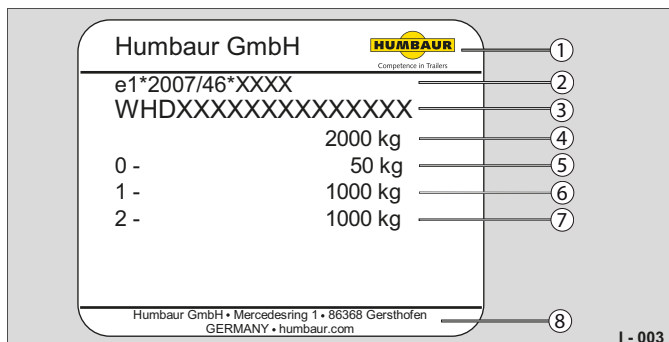 Humbaur GmbH
HUMBAUR
Competence in Trailers
1
e1*2007/46*XXXX
2
WHDXXXXXXXXXXXXXX
3
2000 kg
4
0 - 50 kg
5
1 - 1000 kg
6
2 - 1000 kg
7
Humbaur GmbH • Mercedesring 1 • 86368 Gersthofen
GERMANY • humbaur.com
8
I - 003